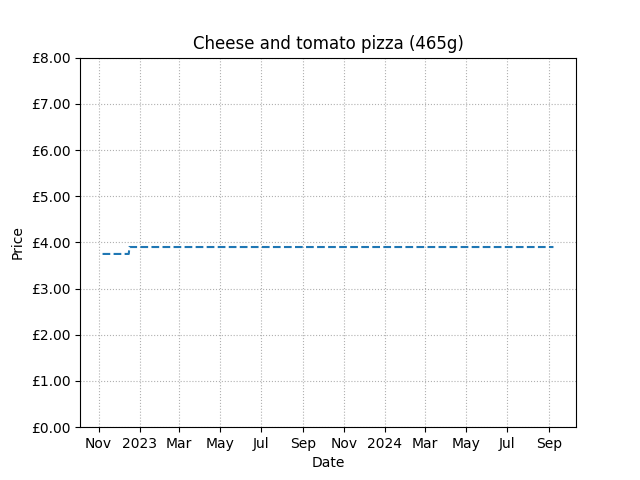 Cheese and tomato pizza (465g)
£8.00
£7.00
£6.00
£5.00
£4.00
£3.00
£2.00
£1.00
£0.00
Price
Nov 2023 Mar May Jul Sep Nov 2024 Mar May Jul Sep
Date